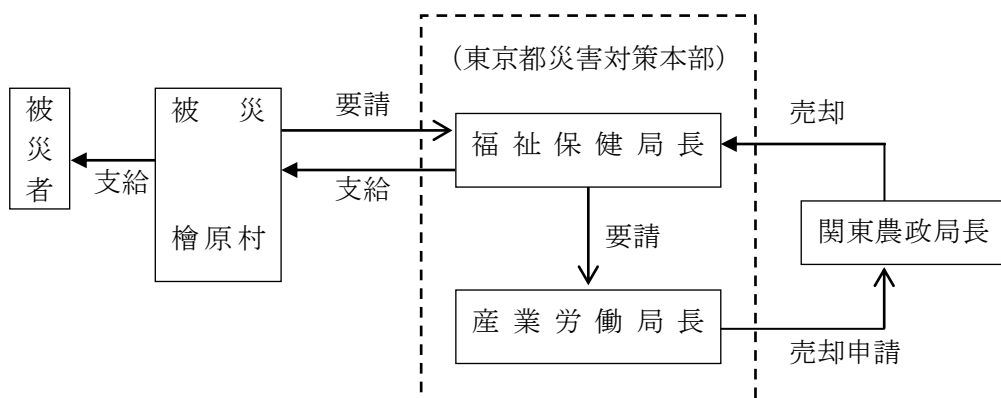 (東京都災害対策本部)
被災者
支給
被災
檜原村
要請
支給
福祉保健局長
要請
産業労働局長
売却
関東農政局長
売却申請